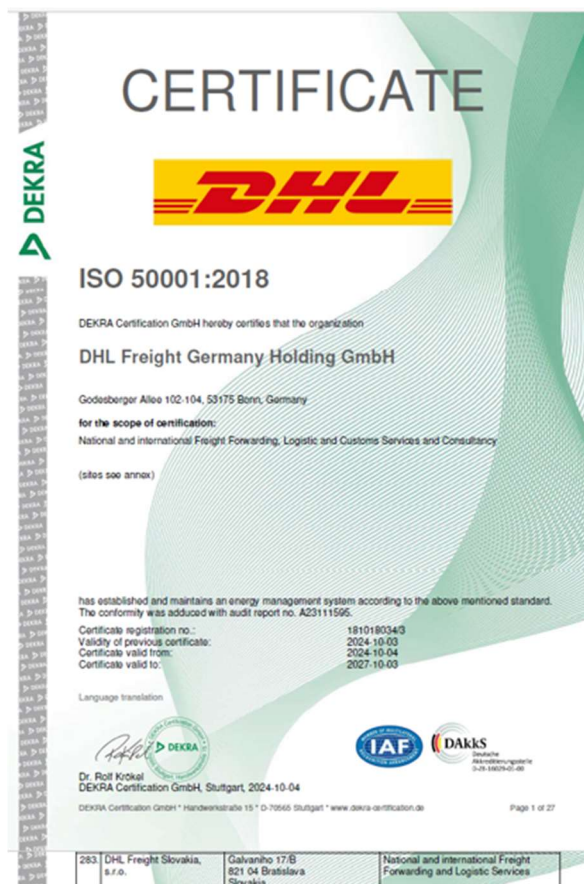 CERTIFICATE
DEKRA
DHL
ISO 50001:2018
DEKRA Certification GmbH hereby certifies that the organization
DHL Freight Germany Holding GmbH
Godesberger Allee 102-104, 53175 Bonn, Germany
for the scope of certification:
National and international Freight Forwarding, Logistic and Customs Services and Consultancy
(sites see annex)
has established and maintains an energy management system according to the above mentioned standard.
The conformity was adduced with audit report no. A23111595.
Certificate registration no.: 181018034/3
Validity of previous certificate: 2024-10-03
Certificate valid from: 2024-10-04
Certificate valid to: 2027-10-03
Language translation
DEKRA
IAF
DAkkS
Deutsche
Akkreditierungsstelle
Dr. Rolf Krökel
DEKRA Certification GmbH, Stuttgart, 2024-10-04
DEKRA Certification GmbH * Handwerkstraße 15 * D-70565 Stuttgart * www.dekra-certification.de Page 1 of 27
283. DHL Freight Slovakia, Galvaniho 17/B National and international Freight
s.r.o. 821 04 Bratislava Forwarding and Logistic Services
Slovakia